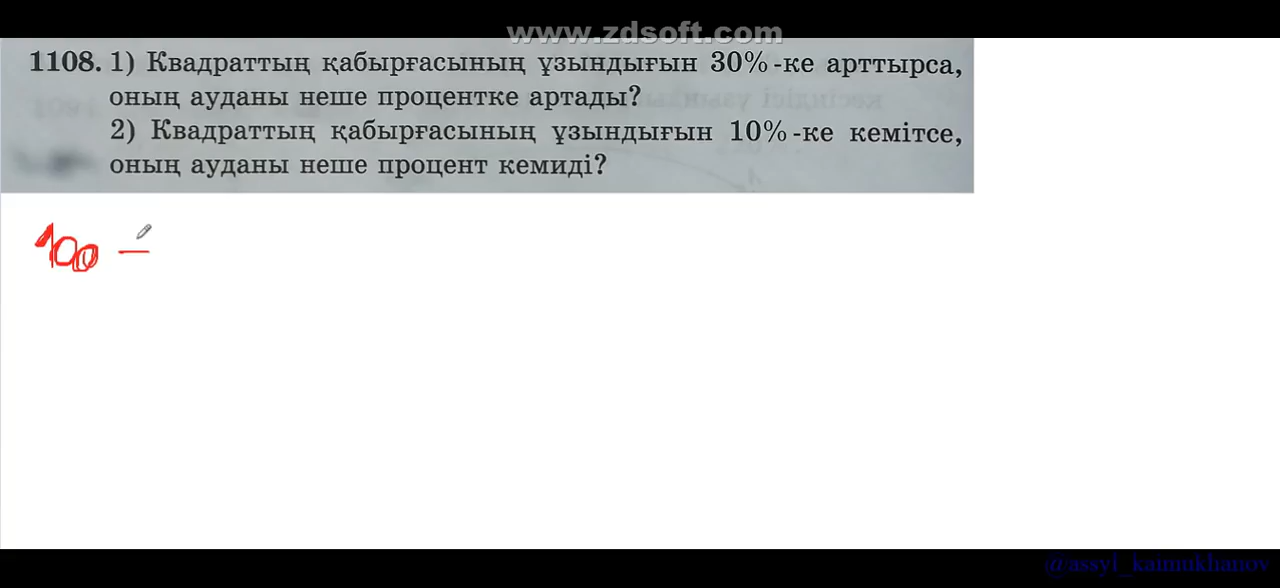 www.zdsoft.com
1108. 1) Квадраттың қабырғасының ұзындығын 30%-ке арттырса,
оның ауданы неше процентке артады?
2) Квадраттың қабырғасының ұзындығын 10%-ке кемітсе,
оның ауданы неше процент кемиді?
100 —
@assyl_kaimukhanov